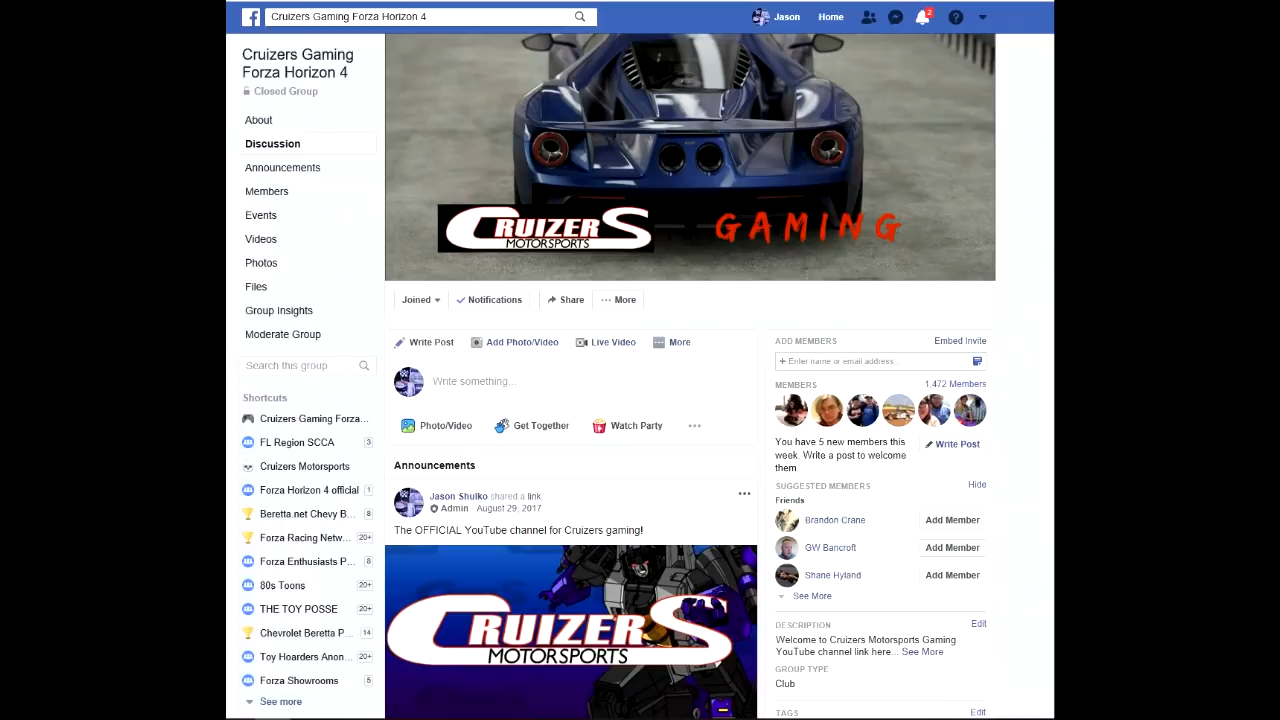 Cruizers Gaming Forza Horizon 4
Jason
Home
2
Cruizers Gaming
Forza Horizon 4
Closed Group
About
Discussion
Announcements
Members
Events
Videos
Photos
Files
Group Insights
Moderate Group
Search this group
Shortcuts
Cruizers Gaming Forza...
FL Region SCCA 3
Cruizers Motorsports
Forza Horizon 4 official 1
Beretta.net Chevy B... 8
Forza Racing Netw... 20+
Forza Enthusiasts P... 8
80s Toons 20+
THE TOY POSSE 20+
Chevrolet Beretta P... 14
Toy Hoarders Anon... 20+
Forza Showrooms 5
See more
CRUIZERS
MOTORSPORTS
GAMING
Joined
Notifications
Share
More
Write Post
Add Photo/Video
Live Video
More
Write something...
Photo/Video
Get Together
Watch Party
Announcements
Jason Shulko shared a link.
Admin · August 29, 2017
The OFFICIAL YouTube channel for Cruizers gaming!
CRUIZERS
MOTORSPORTS
ADD MEMBERS
Embed Invite
+ Enter name or email address...
MEMBERS
1,472 Members
You have 5 new members this
week. Write a post to welcome
them.
Write Post
SUGGESTED MEMBERS
Hide
Friends
Brandon Crane
Add Member
GW Bancroft
Add Member
Shane Hyland
Add Member
See More
DESCRIPTION
Edit
Welcome to Cruizers Motorsports Gaming
YouTube channel link here... See More
GROUP TYPE
Club
TAGS
Edit